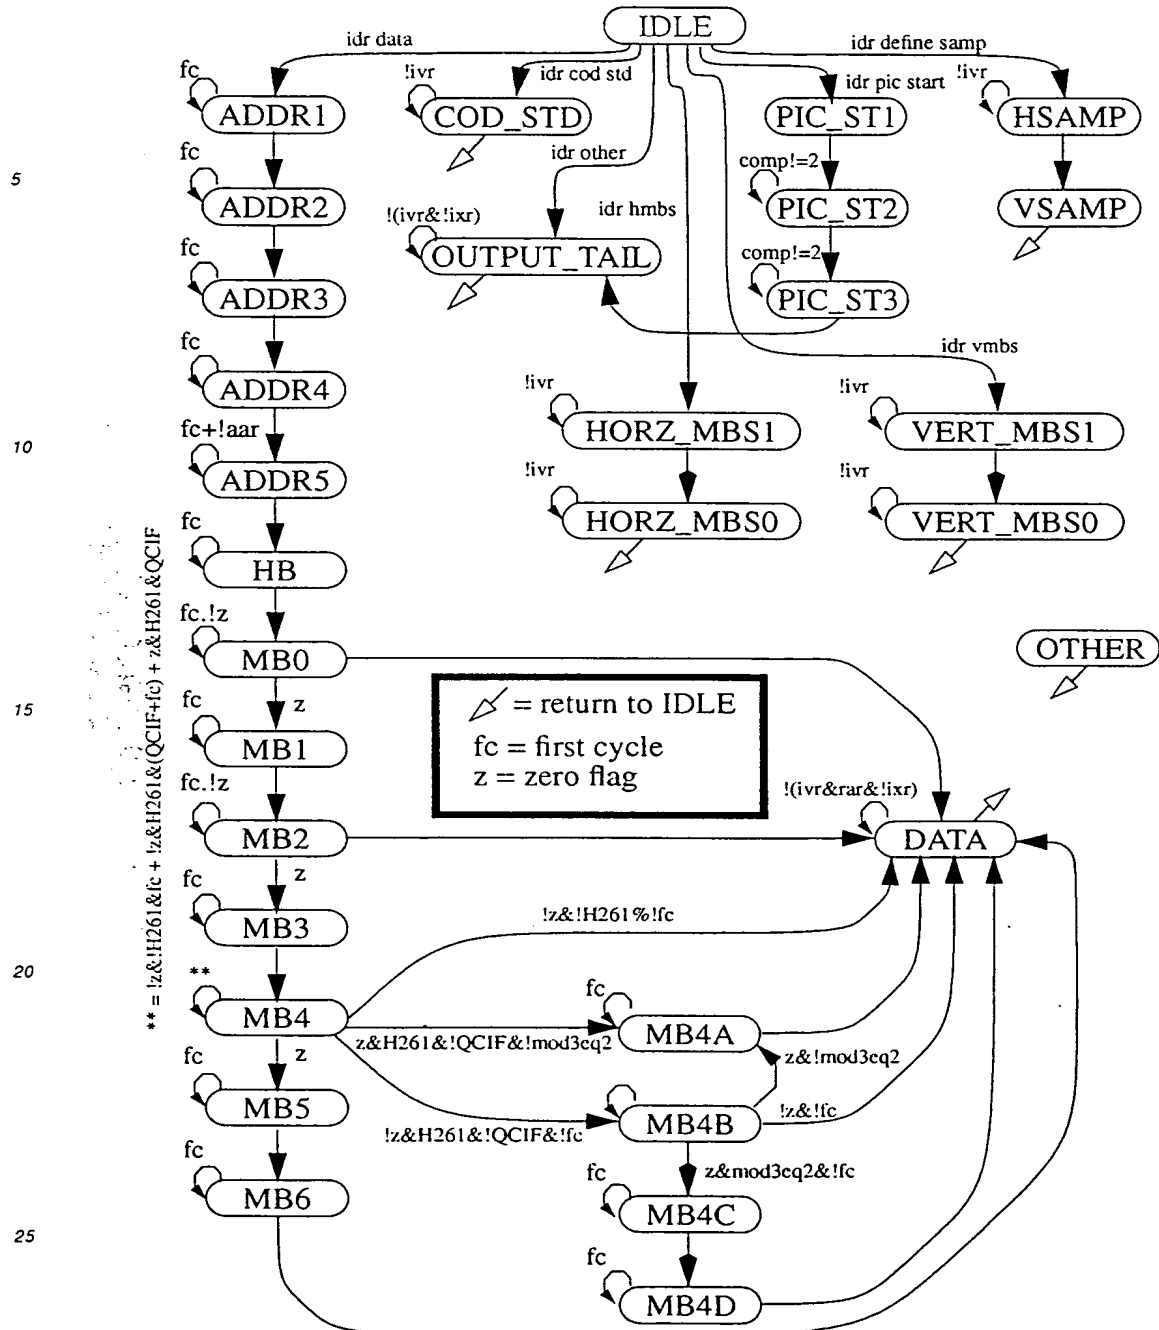 IDLE
idr data
idr define samp
fc
!ivr
idr cod std
idr pic start
!ivr
ADDR1
COD_STD
PIC_ST1
HSAMP
fc
idr other
comp!=2
5
ADDR2
idr hmbs
PIC_ST2
VSAMP
!(ivr&!ixr)
fc
OUTPUT_TAIL
comp!=2
ADDR3
PIC_ST3
fc
idr vmbs
ADDR4
!ivr
!ivr
fc+!aar
HORZ_MBS1
VERT_MBS1
10
ADDR5
!ivr
!ivr
fc
HORZ_MBS0
VERT_MBS0
HB
** = !z&!H261&fc + !z&H261&(QCIF+fc) + z&H261&QCIF
fc.!z
MB0
OTHER
15
fc
z
= return to IDLE
MB1
fc = first cycle
z = zero flag
fc.!z
!(ivr&rar&!ixr)
MB2
DATA
fc
z
MB3
!z&!H261%!fc
20
**
fc
MB4
MB4A
z&H261&!QCIF&!mod3eq2
z&!mod3eq2
fc
z
MB5
MB4B
!z&!fc
!z&H261&!QCIF&!fc
fc
z&mod3eq2&!fc
MB6
fc
MB4C
25
fc
MB4D